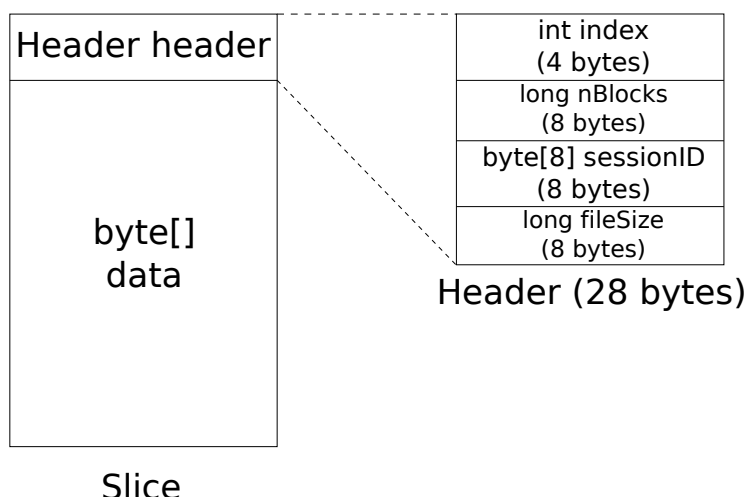 Header header
byte[]
data
Slice
int index
(4 bytes)
long nBlocks
(8 bytes)
byte[8] sessionID
(8 bytes)
long fileSize
(8 bytes)
Header (28 bytes)